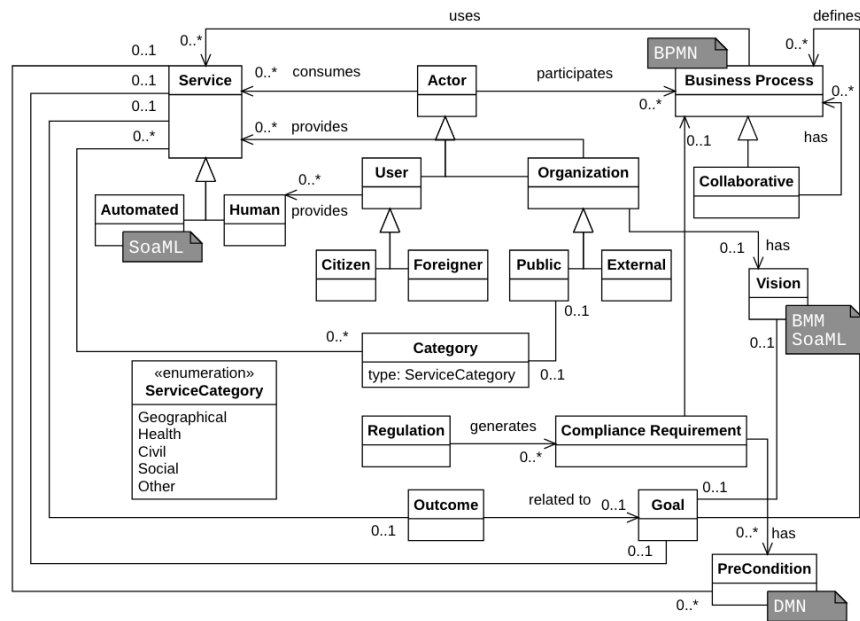 uses
defines
0..1
0..*
BPMN
0..*
Service
0..*
consumes
Actor
participates
Business Process
0..*
0..1
0..*
0..1
0..*
0..*
provides
0..1
has
User
Organization
Collaborative
0..*
Automated
Human
provides
SoaML
0..1
has
Citizen
Foreigner
Public
External
Vision
0..1
BMM
SoaML
0..*
Category
0..1
type: ServiceCategory
0..1
«enumeration»
ServiceCategory
Geographical
Health
Civil
Social
Other
Regulation
generates
Compliance Requirement
0..*
0..1
Outcome
related to
0..1
Goal
0..1
0..1
0..*
has
PreCondition
0..*
DMN